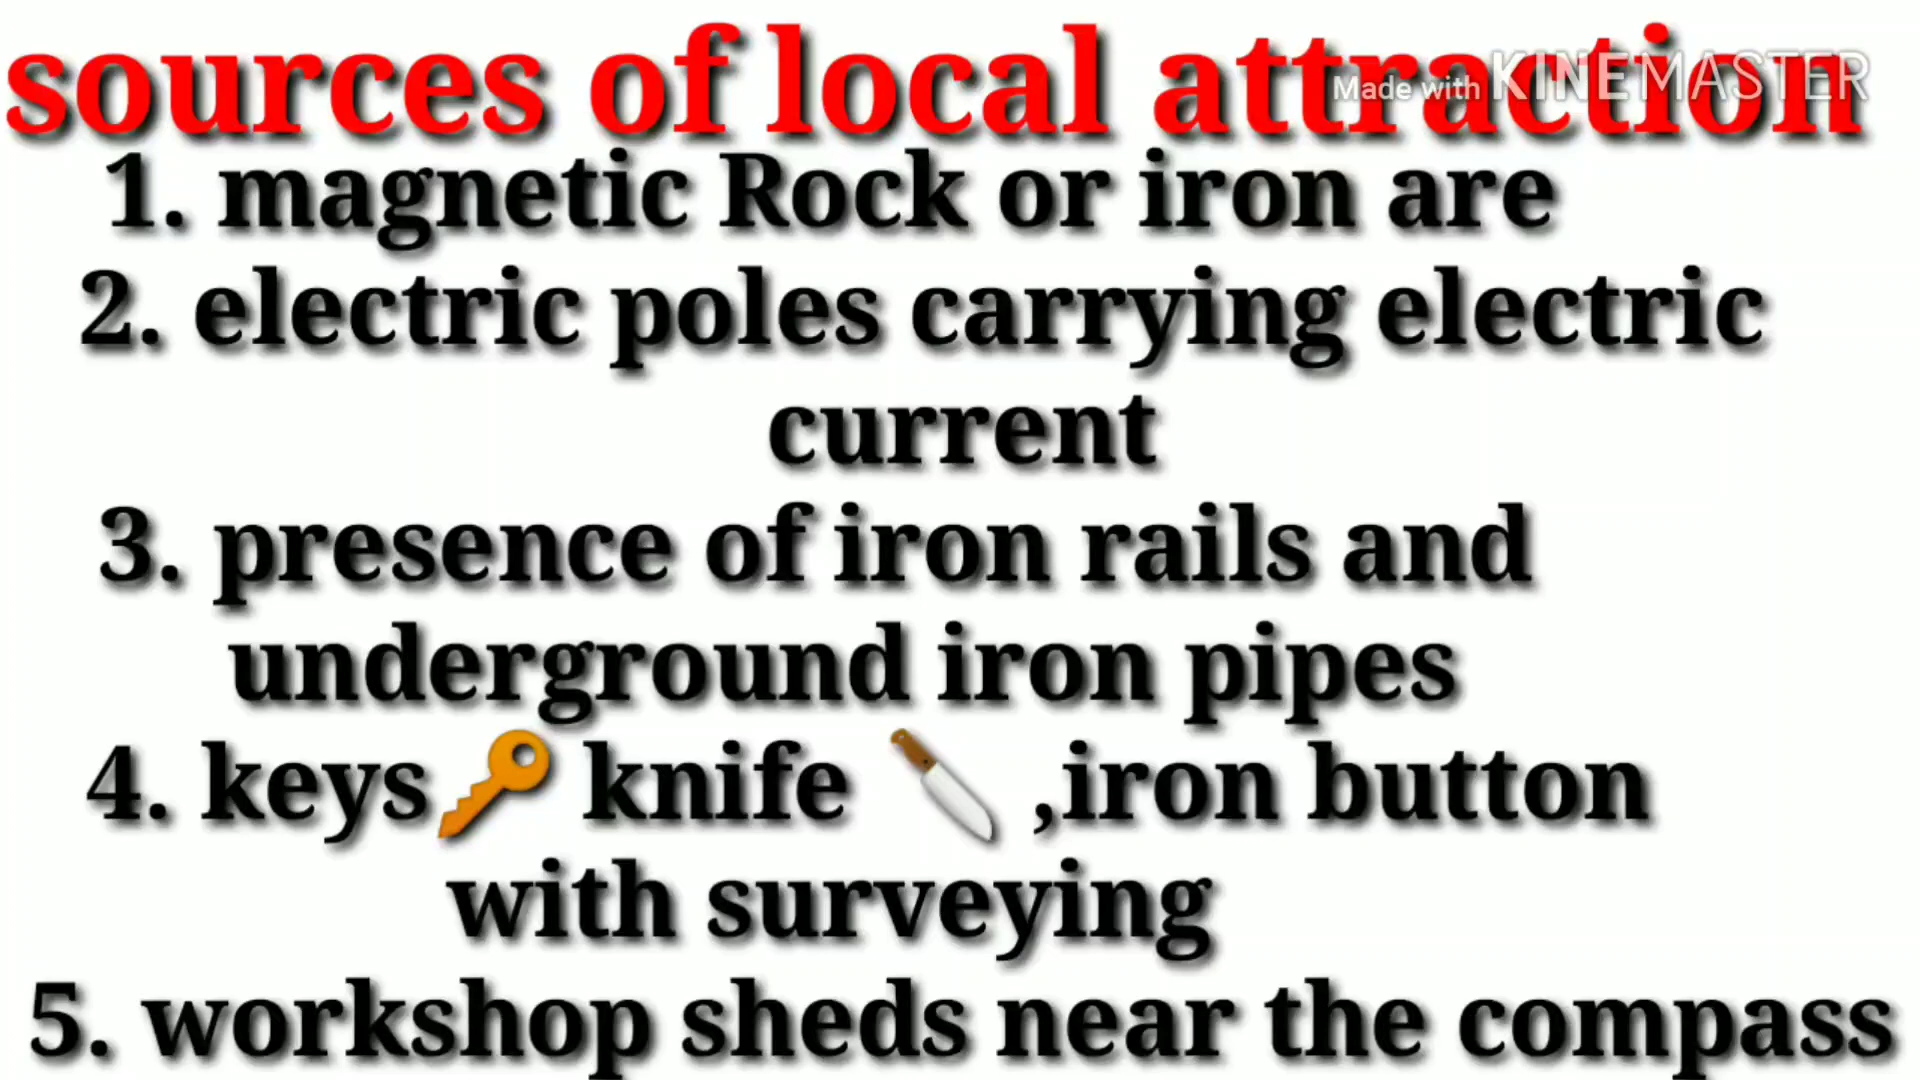 sources of local attraction
Made with KINEMASTER
1. magnetic Rock or iron are
2. electric poles carrying electric
current
3. presence of iron rails and
underground iron pipes
4. keys🔑 knife 🔪 ,iron button
with surveying
5. workshop sheds near the compass